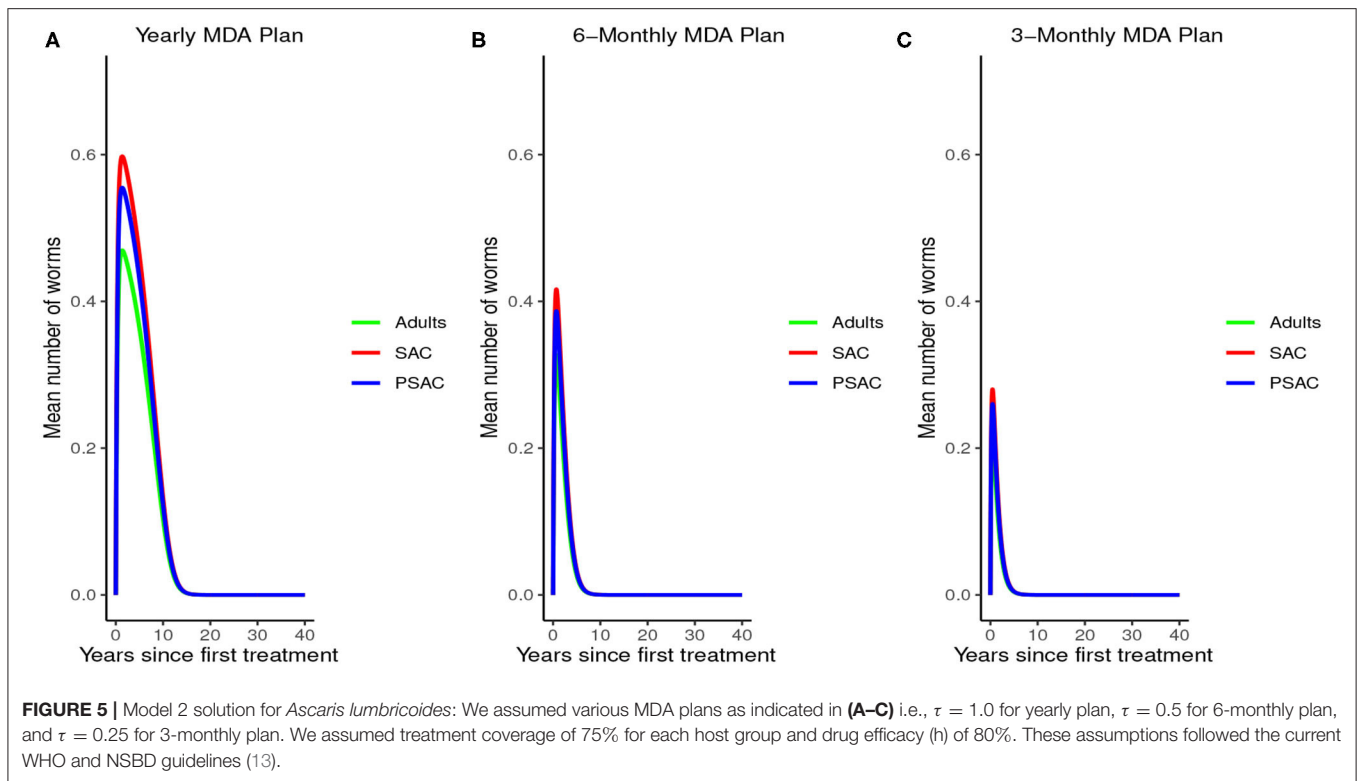 A
Yearly MDA Plan
Mean number of worms
0.6
0.4
0.2
0.0
0 10 20 30 40
Years since first treatment
Adults
SAC
PSAC
B
6−Monthly MDA Plan
Mean number of worms
0.6
0.4
0.2
0.0
0 10 20 30 40
Years since first treatment
Adults
SAC
PSAC
C
3−Monthly MDA Plan
Mean number of worms
0.6
0.4
0.2
0.0
0 10 20 30 40
Years since first treatment
Adults
SAC
PSAC
FIGURE 5 | Model 2 solution for Ascaris lumbricoides: We assumed various MDA plans as indicated in (A–C) i.e., τ = 1.0 for yearly plan, τ = 0.5 for 6-monthly plan,
and τ = 0.25 for 3-monthly plan. We assumed treatment coverage of 75% for each host group and drug efficacy (h) of 80%. These assumptions followed the current
WHO and NSBD guidelines (13).